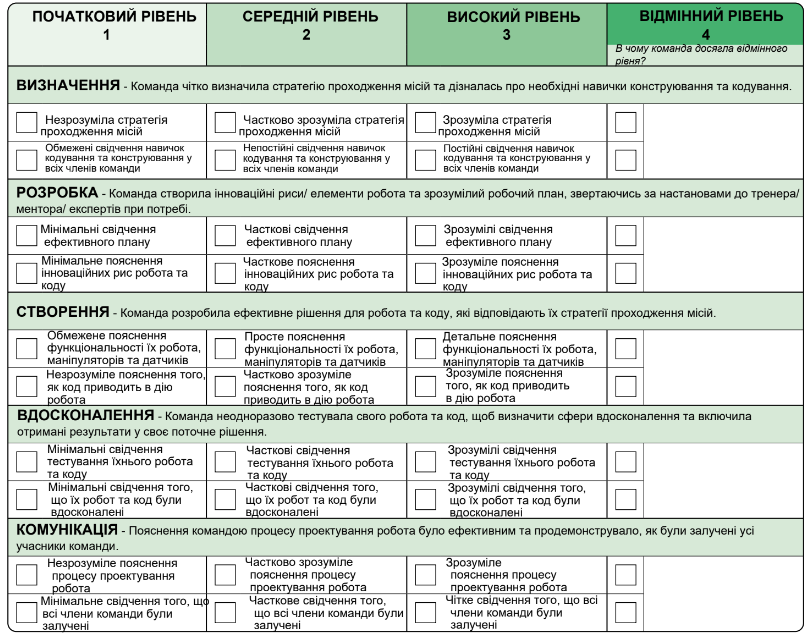 ПОЧАТКОВИЙ РІВЕНЬ
1
СЕРЕДНІЙ РІВЕНЬ
2
ВИСОКИЙ РІВЕНЬ
3
ВІДМІННИЙ РІВЕНЬ
4
В чому команда досягла відмінного
рівня?
ВИЗНАЧЕННЯ - Команда чітко визначила стратегію проходження місій та дізналась про необхідні навички конструювання та кодування.
Незрозуміла стратегія
проходження місій
Частково зрозуміла стратегія
проходження місій
Зрозуміла стратегія
проходження місій
Обмежені свідчення навичок
кодування та конструювання у
всіх членів команди
Непостійні свідчення навичок
кодування та конструювання у
всіх членів команди
Постійні свідчення навичок
кодування та конструювання у
всіх членів команди
РОЗРОБКА - Команда створила інноваційні риси/ елементи робота та зрозумілий робочий план, звертаючись за настановами до тренера/
ментора/ експертів при потребі.
Мінімальні свідчення
ефективного плану
Часткові свідчення
ефективного плану
Зрозумілі свідчення
ефективного плану
Мінімальне пояснення
інноваційних рис робота та
коду
Часткове пояснення
інноваційних рис робота та
коду
Зрозуміле пояснення
інноваційних рис робота та
коду
СТВОРЕННЯ - Команда розробила ефективне рішення для робота та коду, які відповідають їх стратегії проходження місій.
Обмежене пояснення
функціональності їх робота,
маніпуляторів та датчиків
Просте пояснення
функціональності їх робота,
маніпуляторів та датчиків
Детальне пояснення
функціональності їх робота,
маніпуляторів та датчиків
Незрозуміле пояснення того,
як код приводить в дію
робота
Частково зрозуміле
пояснення того, як код
приводить в дію робота
Зрозуміле пояснення
того, як код приводить
в дію робота
ВДОСКОНАЛЕННЯ - Команда неодноразово тестувала свого робота та код, щоб визначити сфери вдосконалення та включила
отримані результати у своє поточне рішення.
Мінімальні свідчення
тестування їхнього робота
та коду
Часткові свідчення
тестування їхнього робота
та коду
Зрозумілі свідчення
тестування їхнього робота
та коду
Мінімальні свідчення того,
що їх робот та код були
вдосконалені
Часткові свідчення того,
що їх робот та код були
вдосконалені
Зрозумілі свідчення того,
що їх робот та код були
вдосконалені
КОМУНІКАЦІЯ - Пояснення командою процесу проектування робота було ефективним та продемонструвало, як були залучені усі
учасники команди.
Незрозуміле пояснення
процесу проектування
робота
Частково зрозуміле
пояснення процесу
проектування робота
Зрозуміле
пояснення процесу
проектування робота
Мінімальне свідчення того, що
всі члени команди були
залучені
Часткове свідчення того,
що всі члени команди були
залучені
Чітке свідчення того, що всі
члени команди були
залучені